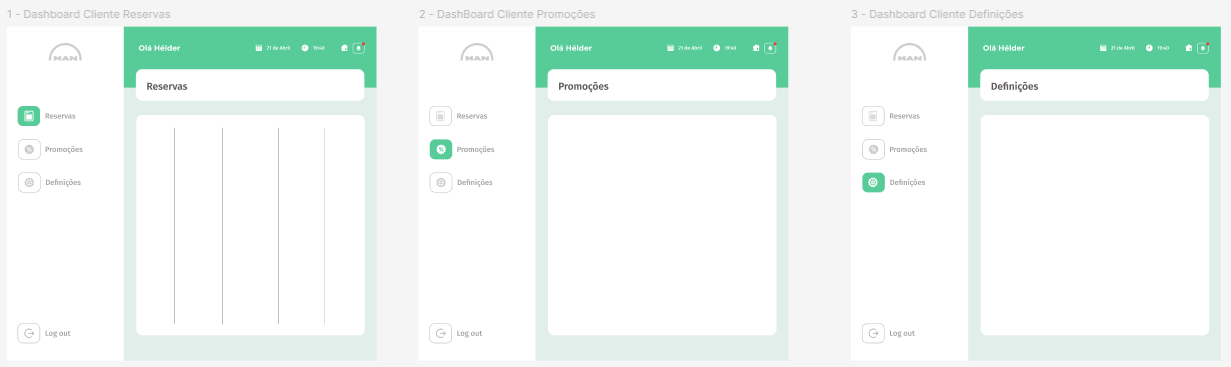 1 - Dashboard Cliente Reservas
MAN
Olá Hélder
21 de Abril
19:40
Reservas
Reservas
Promoções
Definições
Log out
2 - DashBoard Cliente Promoções
MAN
Olá Hélder
21 de Abril
19:40
Promoções
Reservas
Promoções
Definições
Log out
3 - Dashboard Cliente Definições
MAN
Olá Hélder
21 de Abril
19:40
Definições
Reservas
Promoções
Definições
Log out